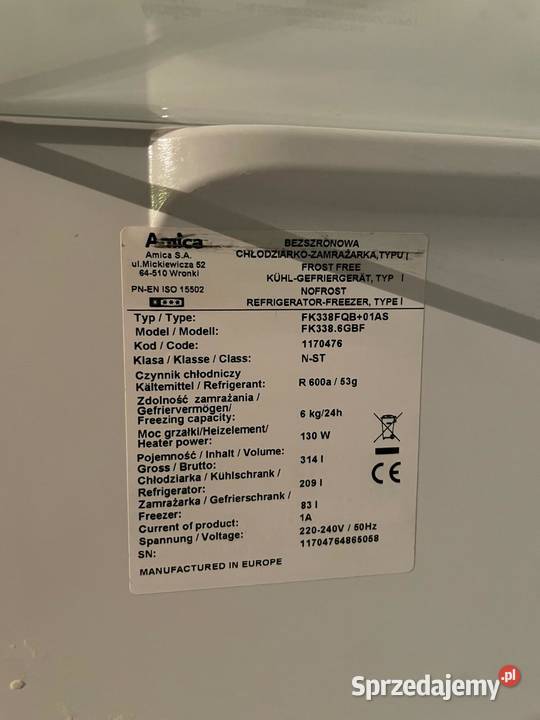 Amica
Amica S.A.
ul.Mickiewicza 52
64-510 Wronki
PN-EN ISO 15502
BEZSZRONOWA
CHŁODZIARKO-ZAMRAŻARKA,TYPU I
FROST FREE
KÜHL-GEFRIERGERÄT, TYP I
NOFROST
REFRIGERATOR-FREEZER, TYPE I
Typ / Type: FK338FQB+01AS
Model / Modell: FK338.6GBF
Kod / Code: 1170476
Klasa / Klasse / Class: N-ST
Czynnik chłodniczy
Kältemittel / Refrigerant: R 600a / 53g
Zdolność zamrażania /
Gefriervermögen/
Freezing capacity: 6 kg/24h
Moc grzałki/Heizelement/
Heater power: 130 W
Pojemność / Inhalt / Volume:
Gross / Brutto: 314 l
Chłodziarka / Kühlschrank /
Refrigerator: 209 l
Zamrażarka / Gefrierschrank /
Freezer: 83 l
Current of product: 1A
Spannung / Voltage: 220-240V / 50Hz
SN: 11704764865058
MANUFACTURED IN EUROPE
CE
Sprzedajemy.pl